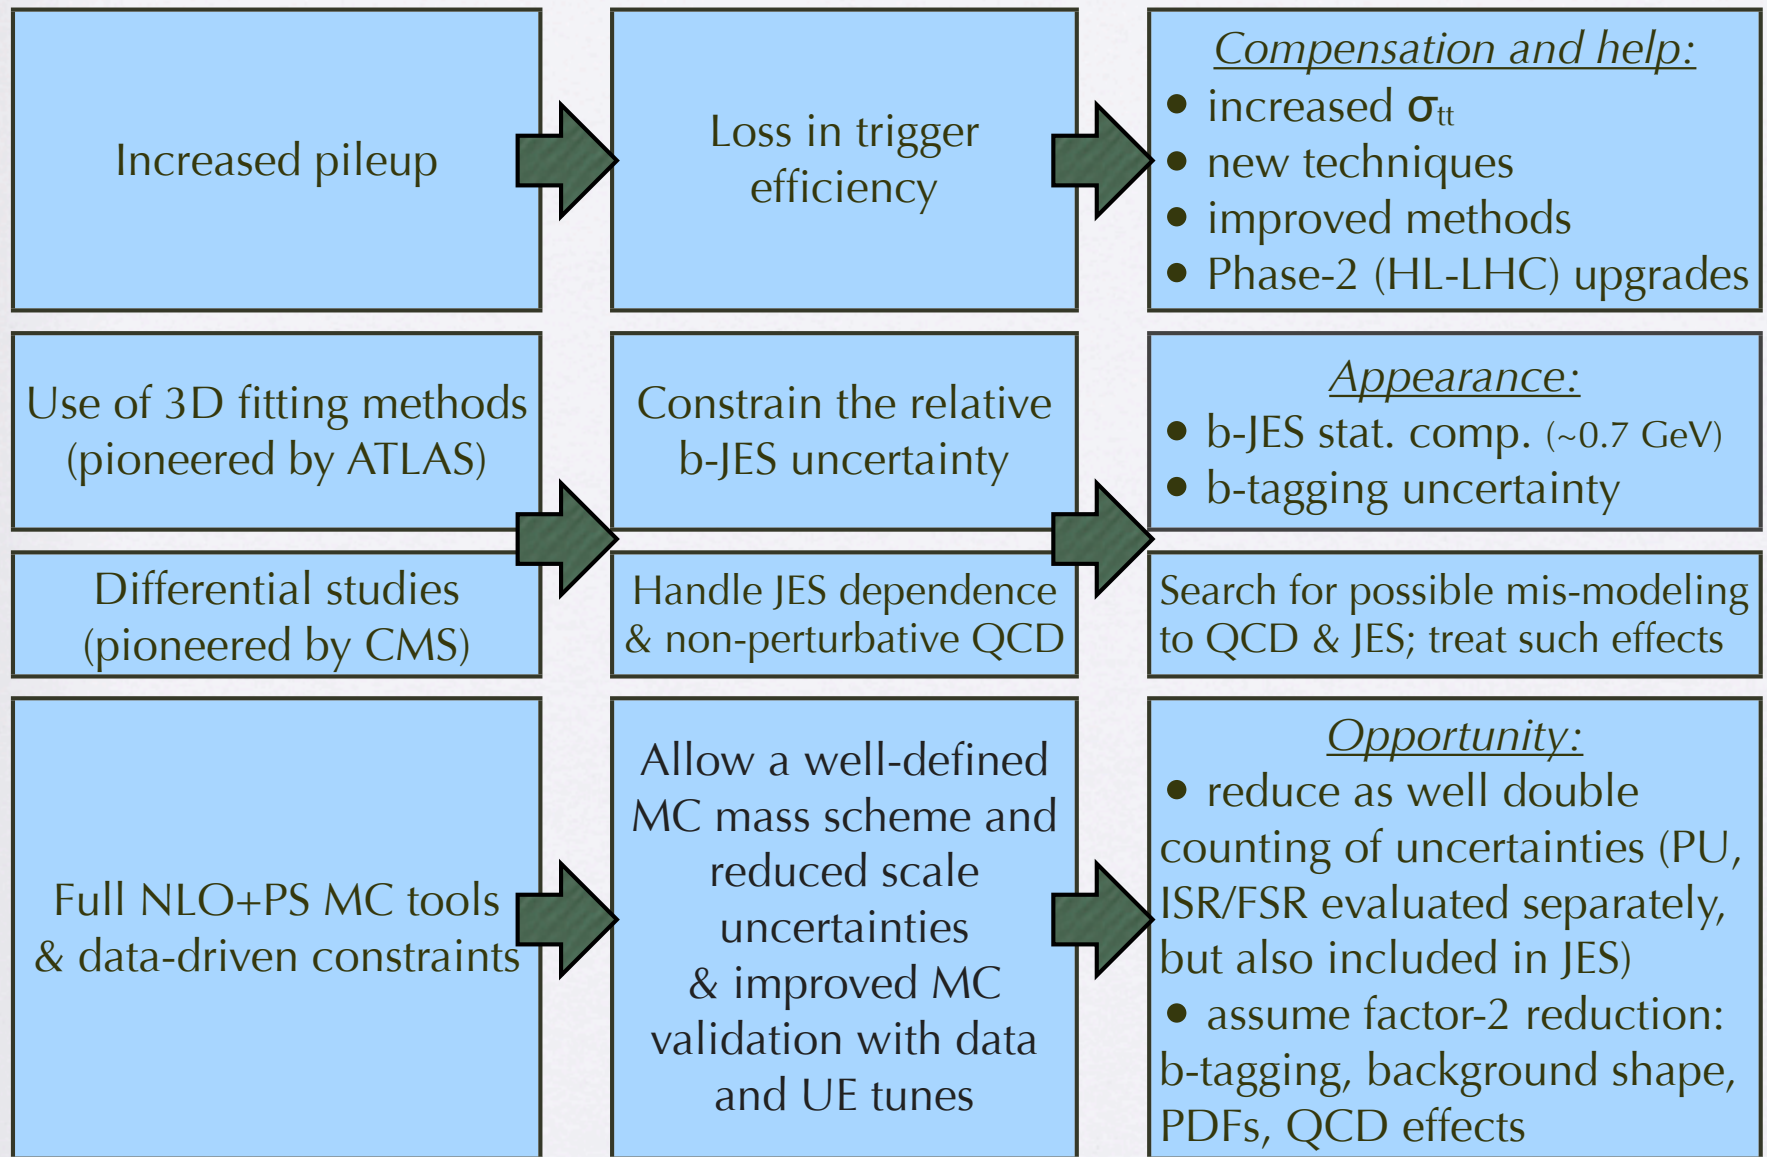 Increased pileup
Loss in trigger
efficiency
Compensation and help:
• increased σtt
• new techniques
• improved methods
• Phase-2 (HL-LHC) upgrades
Use of 3D fitting methods
(pioneered by ATLAS)
Constrain the relative
b-JES uncertainty
Appearance:
• b-JES stat. comp. (~0.7 GeV)
• b-tagging uncertainty
Differential studies
(pioneered by CMS)
Handle JES dependence
& non-perturbative QCD
Search for possible mis-modeling
to QCD & JES; treat such effects
Full NLO+PS MC tools
& data-driven constraints
Allow a well-defined
MC mass scheme and
reduced scale
uncertainties
& improved MC
validation with data
and UE tunes
Opportunity:
• reduce as well double
counting of uncertainties (PU,
ISR/FSR evaluated separately,
but also included in JES)
• assume factor-2 reduction:
b-tagging, background shape,
PDFs, QCD effects